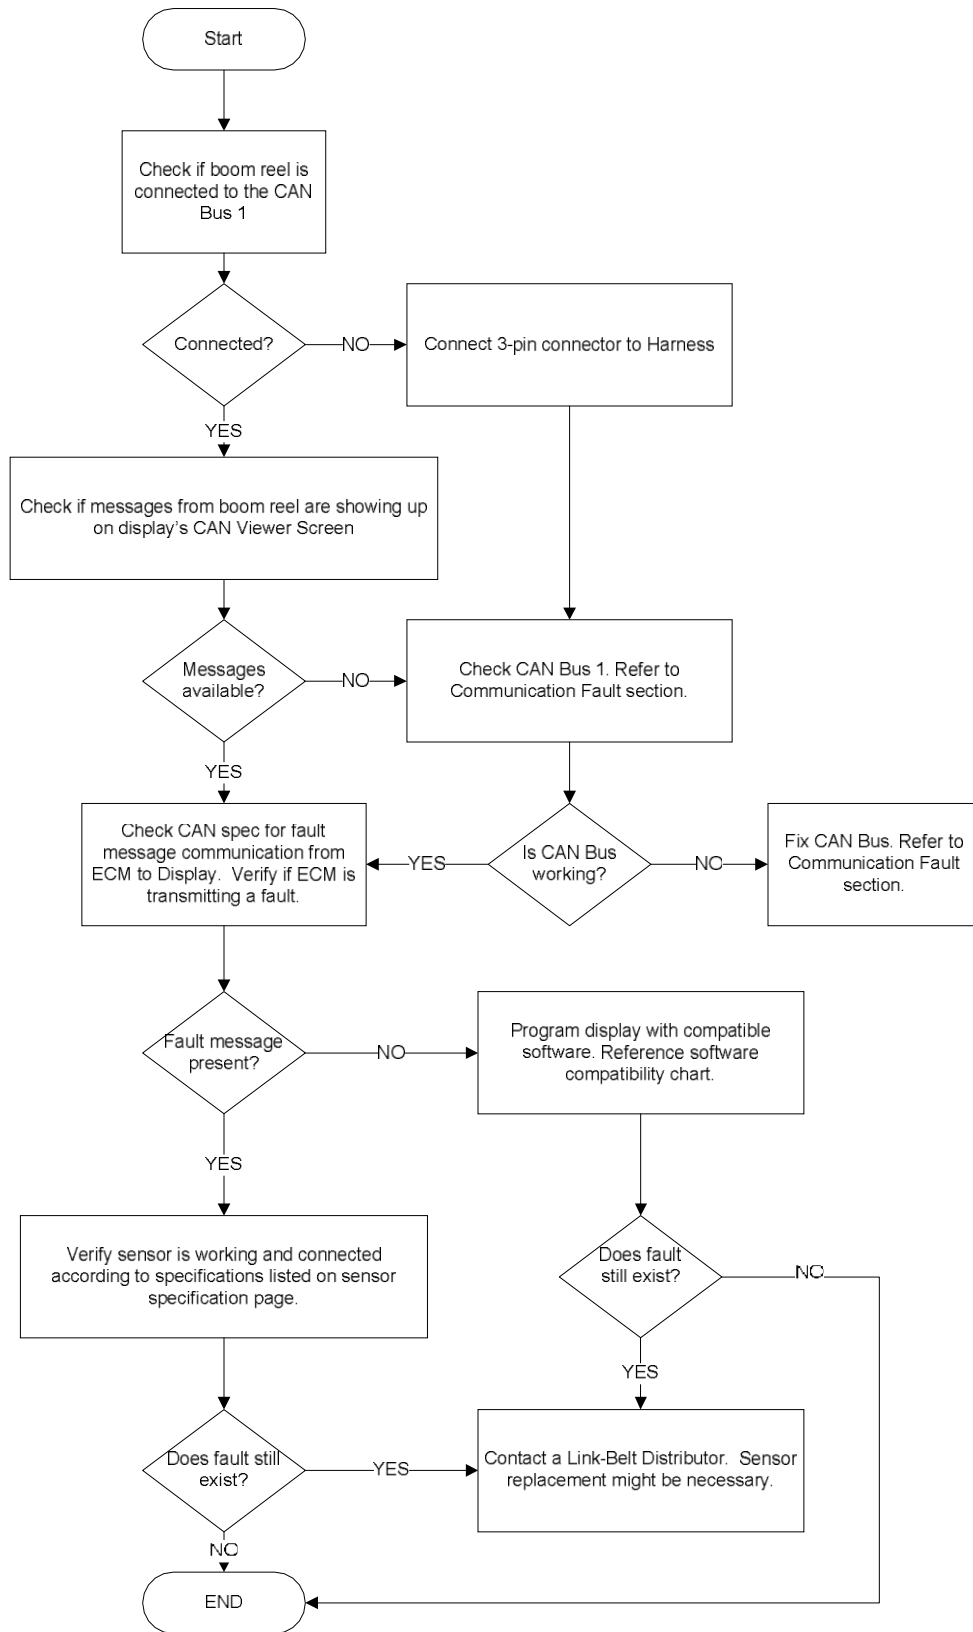 Start
Check if boom reel is
connected to the CAN
Bus 1
Connected?
NO
Connect 3-pin connector to Harness
YES
Check if messages from boom reel are showing up
on display's CAN Viewer Screen
Messages
available?
NO
Check CAN Bus 1. Refer to
Communication Fault section.
YES
Check CAN spec for fault
message communication from
ECM to Display. Verify if ECM is
transmitting a fault.
YES
Is CAN Bus
working?
NO
Fix CAN Bus. Refer to
Communication Fault
section.
Fault message
present?
NO
Program display with compatible
software. Reference software
compatibility chart.
YES
Verify sensor is working and connected
according to specifications listed on sensor
specification page.
Does fault
still exist?
NO
YES
Does fault still
exist?
YES
Contact a Link-Belt Distributor. Sensor
replacement might be necessary.
NO
END